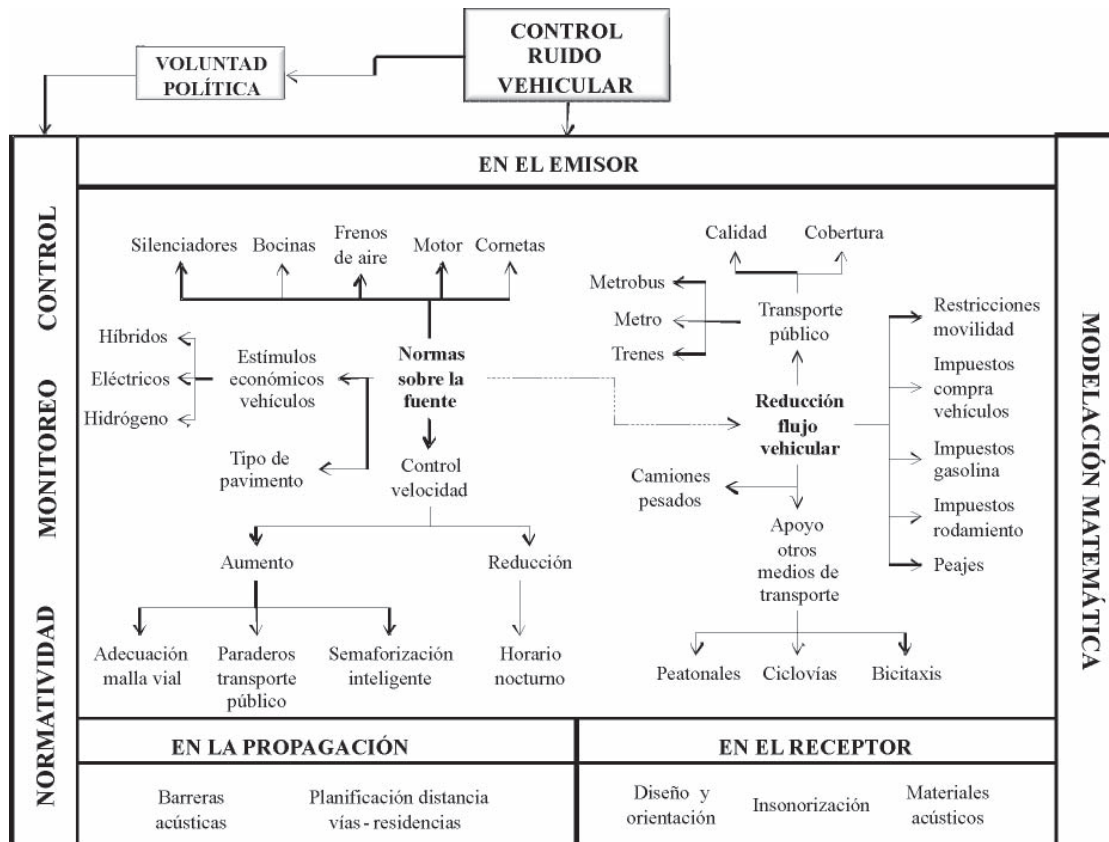 CONTROL
RUIDO
VEHICULAR
VOLUNTAD
POLÍTICA
CONTROL
MONITOREO
NORMATIVIDAD
EN EL EMISOR
Silenciadores
Bocinas
Frenos
de aire
Motor
Cornetas
Híbridos
Eléctricos
Hidrógeno
Estímulos
económicos
vehículos
Normas
sobre la
fuente
Tipo de
pavimento
Control
velocidad
Aumento
Reducción
Adecuación
malla vial
Paraderos
transporte
público
Semaforización
inteligente
Horario
nocturno
Calidad
Cobertura
Metrobus
Metro
Trenes
Transporte
público
Reducción
flujo
vehicular
Restricciones
movilidad
Impuestos
compra
vehículos
Impuestos
gasolina
Impuestos
rodamiento
Peajes
Camiones
pesados
Apoyo
otros
medios de
transporte
Peatonales
Ciclovías
Bicitaxis
EN LA PROPAGACIÓN
Barreras
acústicas
Planificación distancia
vías - residencias
EN EL RECEPTOR
Diseño y
orientación
Insonorización
Materiales
acústicos
MODELACIÓN MATEMÁTICA